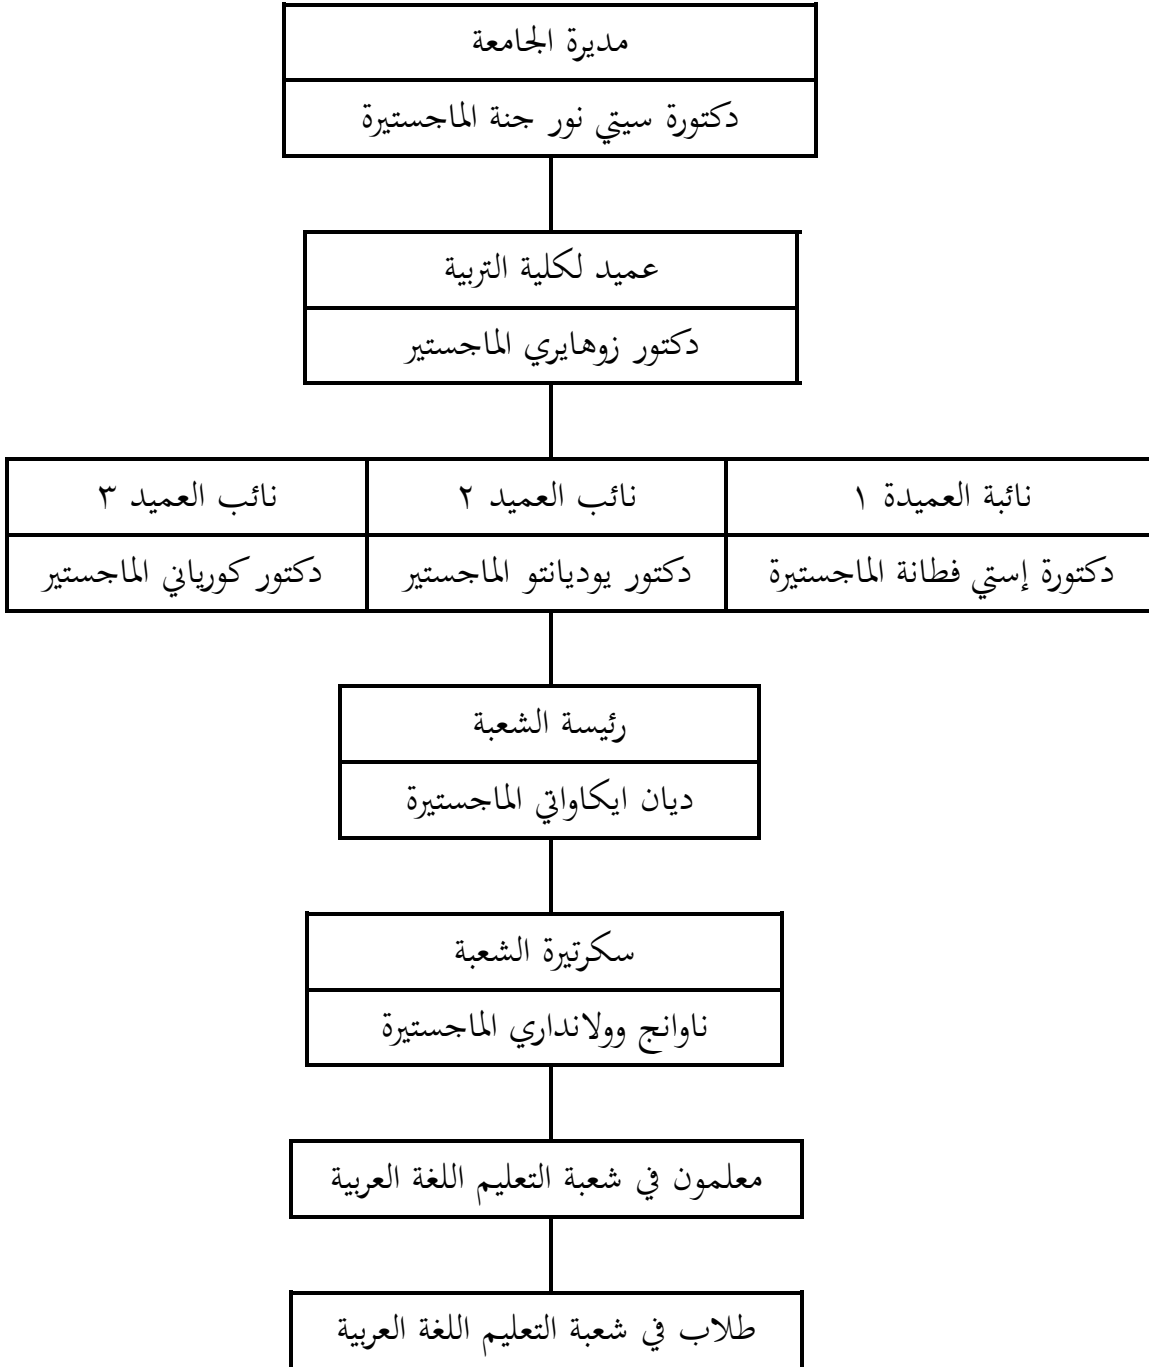 مديرة الجامعة
دكتورة سيتي نور جنة الماجستيرة
عميد لكلية التربية
دكتور زوهايري الماجستير
نائبة العميدة ١
نائب العميد ٢
نائب العميد ٣
دكتورة إستي فطانة الماجستيرة
دكتور يوديانتو الماجستير
دكتور كورياني الماجستير
رئيسة الشعبة
ديان ايكاواتي الماجستيرة
سكرتيرة الشعبة
ناوانج وولانداري الماجستيرة
معلمون في شعبة التعليم اللغة العربية
طلاب في شعبة التعليم اللغة العربية